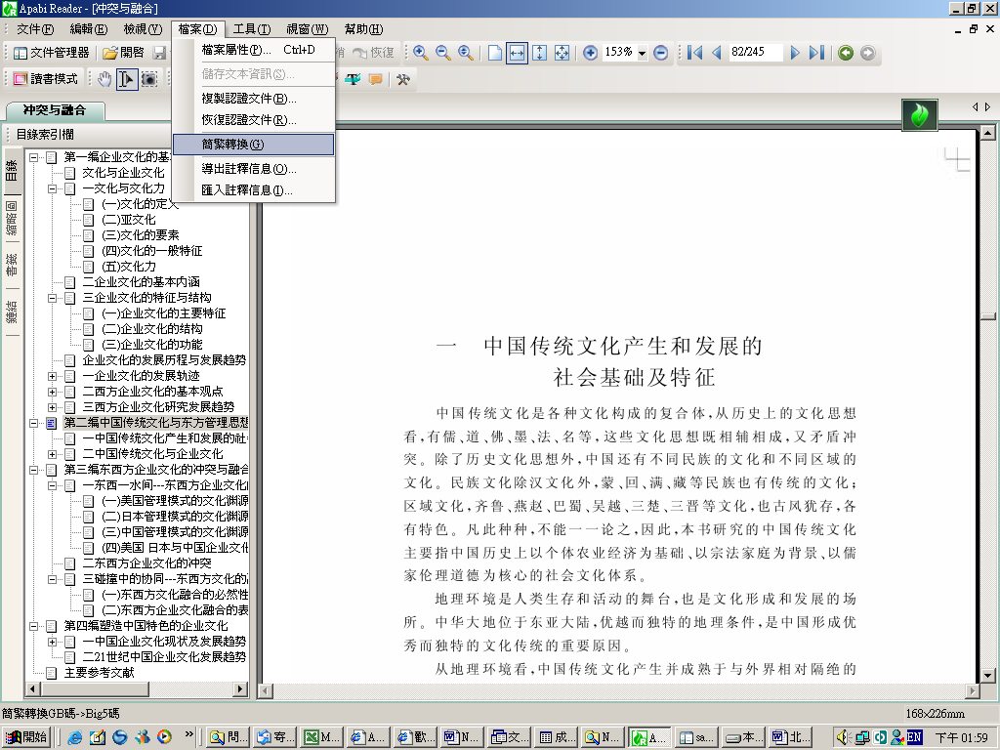 Apabi Reader - [冲突与融合]
文件(F) 編輯(E) 檢視(V) 檔案(D) 工具(T) 視窗(W) 幫助(H)
文件管理器 開啓 恢復 153% 82/245
讀書模式
檔案屬性(P)... Ctrl+D
儲存文本資訊(S)...
複製認證文件(B)...
恢復認證文件(R)...
簡繁轉換(G)
導出註釋信息(O)...
匯入註釋信息(I)...
冲突与融合
目錄索引欄
目錄
縮略圖
書籤
鏈結
第一编企业文化的基
文化与企业文化
一文化与文化力
(一)文化的定义
(二)亚文化
(三)文化的要素
(四)文化的一般特征
(五)文化力
二企业文化的基本内涵
三企业文化的特征与结构
(一)企业文化的主要特征
(二)企业文化的结构
(三)企业文化的功能
企业文化的发展历程与发展趋势
一企业文化的发展轨迹
二西方企业文化的基本观点
三西方企业文化研究发展趋势
第二编中国传统文化与东方管理思想
一中国传统文化产生和发展的社
二中国传统文化与企业文化
第三编东西方企业文化的冲突与融合
一东西一水间---东西方企业文化
(一)美国管理模式的文化渊源
(二)日本管理模式的文化渊源
(三)中国管理模式的文化渊源
(四)美国 日本与中国企业文化
二东西方企业文化的冲突
三碰撞中的协同---东西方文化的
(一)东西方文化融合的必然性
(二)东西方企业文化融合的表
第四编塑造中国特色的企业文化
一中国企业文化现状及发展趋势
二21世纪中国企业文化发展趋势
主要参考文献
一 中国传统文化产生和发展的
社会基础及特征
中国传统文化是各种文化构成的复合体,从历史上的文化思想
看,有儒、道、佛、墨、法、名等,这些文化思想既相辅相成,又矛盾冲
突。除了历史文化思想外,中国还有不同民族的文化和不同区域的
文化。民族文化除汉文化外,蒙、回、满、藏等民族也有传统的文化;
区域文化,齐鲁、燕赵、巴蜀、吴越、三楚、三晋等文化,也古风犹存,各
有特色。凡此种种,不能一一论之,因此,本书研究的中国传统文化
主要指中国历史上以个体农业经济为基础、以宗法家庭为背景、以儒
家伦理道德为核心的社会文化体系。
地理环境是人类生存和活动的舞台,也是文化形成和发展的场
所。中华大地位于东亚大陆,优越而独特的地理条件,是中国形成优
秀而独特的文化传统的重要原因。
从地理环境看,中国传统文化产生并成熟于与外界相对隔绝的
簡繁轉換GB碼->Big5碼 168×226mm
開始 問... 寄... M... A... 歡... N... 文... 成... N... A... sa... 本... 北... EN 下午 01:59